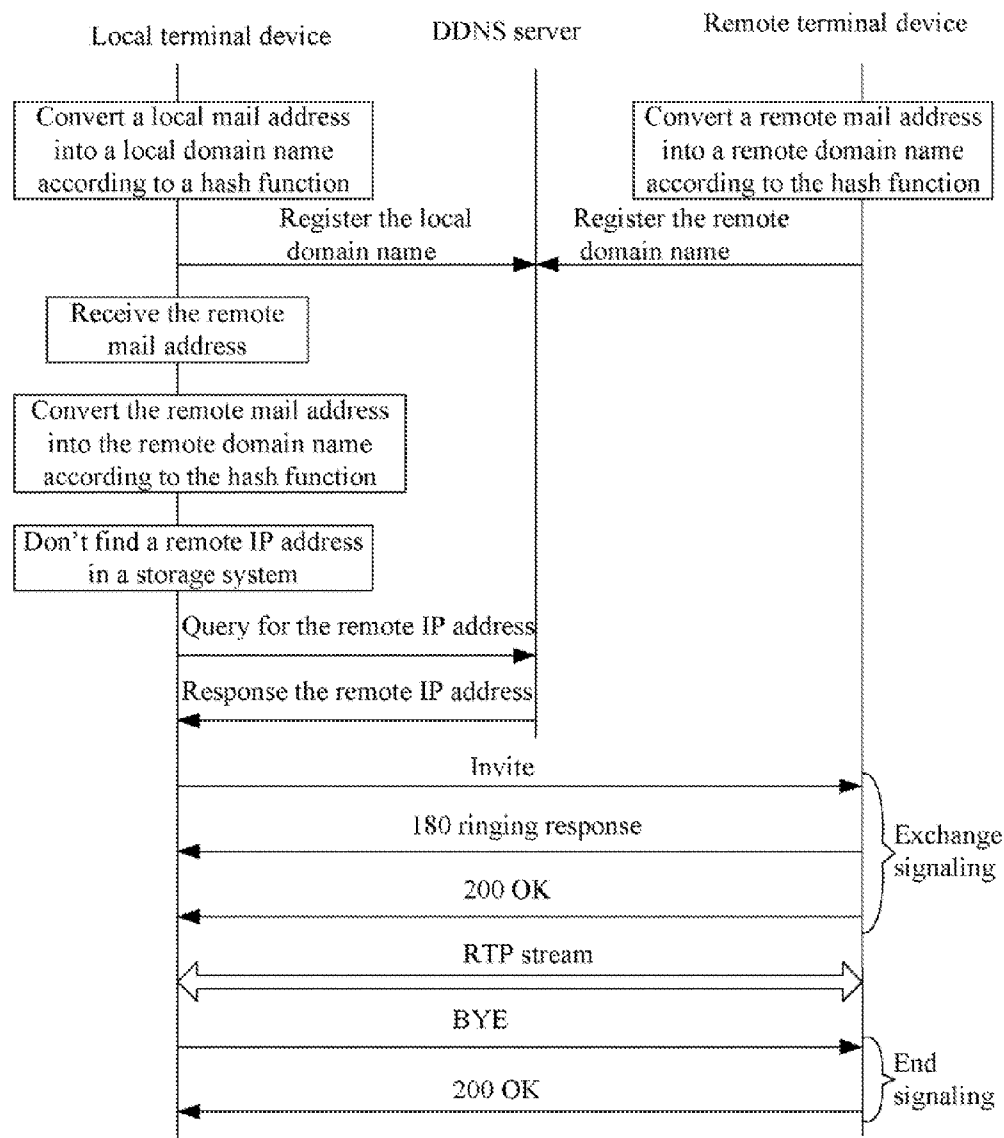 Local terminal device
DDNS server
Remote terminal device
Convert a local mail address
into a local domain name
according to a hash function
Convert a remote mail address
into a remote domain name
according to the hash function
Register the local
domain name
Register the remote
domain name
Receive the remote
mail address
Convert the remote mail address
into the remote domain name
according to the hash function
Don't find a remote IP address
in a storage system
Query for the remote IP address
Response the remote IP address
Invite
180 ringing response
Exchange
signaling
200 OK
RTP stream
BYE
End
signaling
200 OK